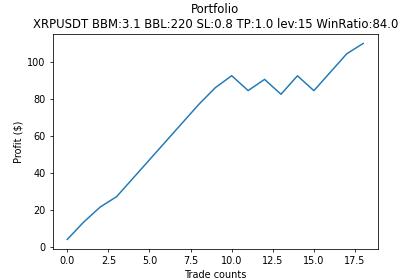 Portfolio
XRPUSDT BBM:3.1 BBL:220 SL:0.8 TP:1.0 lev:15 WinRatio:84.0
Profit ($)
100
80
60
40
20
0
0.0 2.5 5.0 7.5 10.0 12.5 15.0 17.5
Trade counts